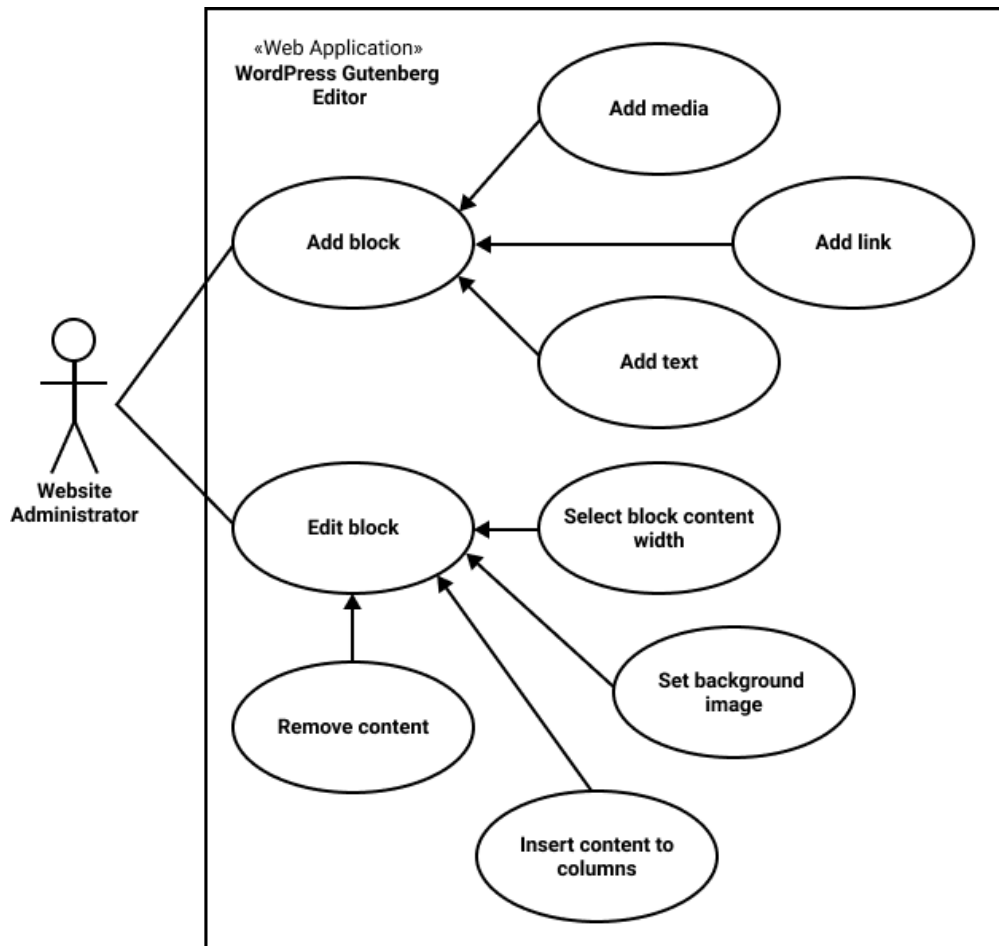 «Web Application»
WordPress Gutenberg
Editor
Add media
Add block
Add link
Add text
Website
Administrator
Edit block
Select block content
width
Set background
image
Remove content
Insert content to
columns